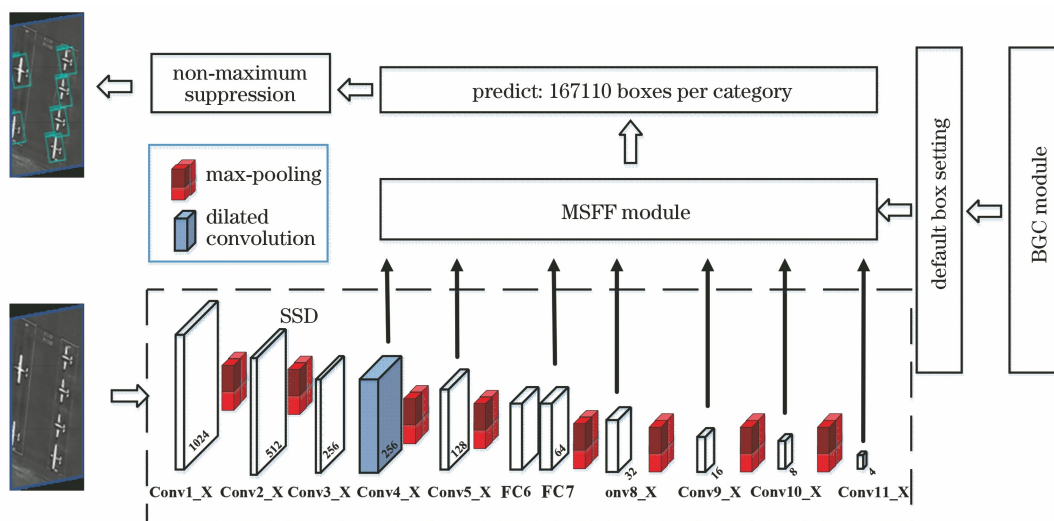 non-maximum
suppression
predict: 167110 boxes per category
default box setting
BGC module
max-pooling
dilated
convolution
MSFF module
SSD
1024
512
256
256
128
64
32
16
8
4
Conv1_X
Conv2_X
Conv3_X
Conv4_X
Conv5_X
FC6
FC7
onv8_X
Conv9_X
Conv10_X
Conv11_X